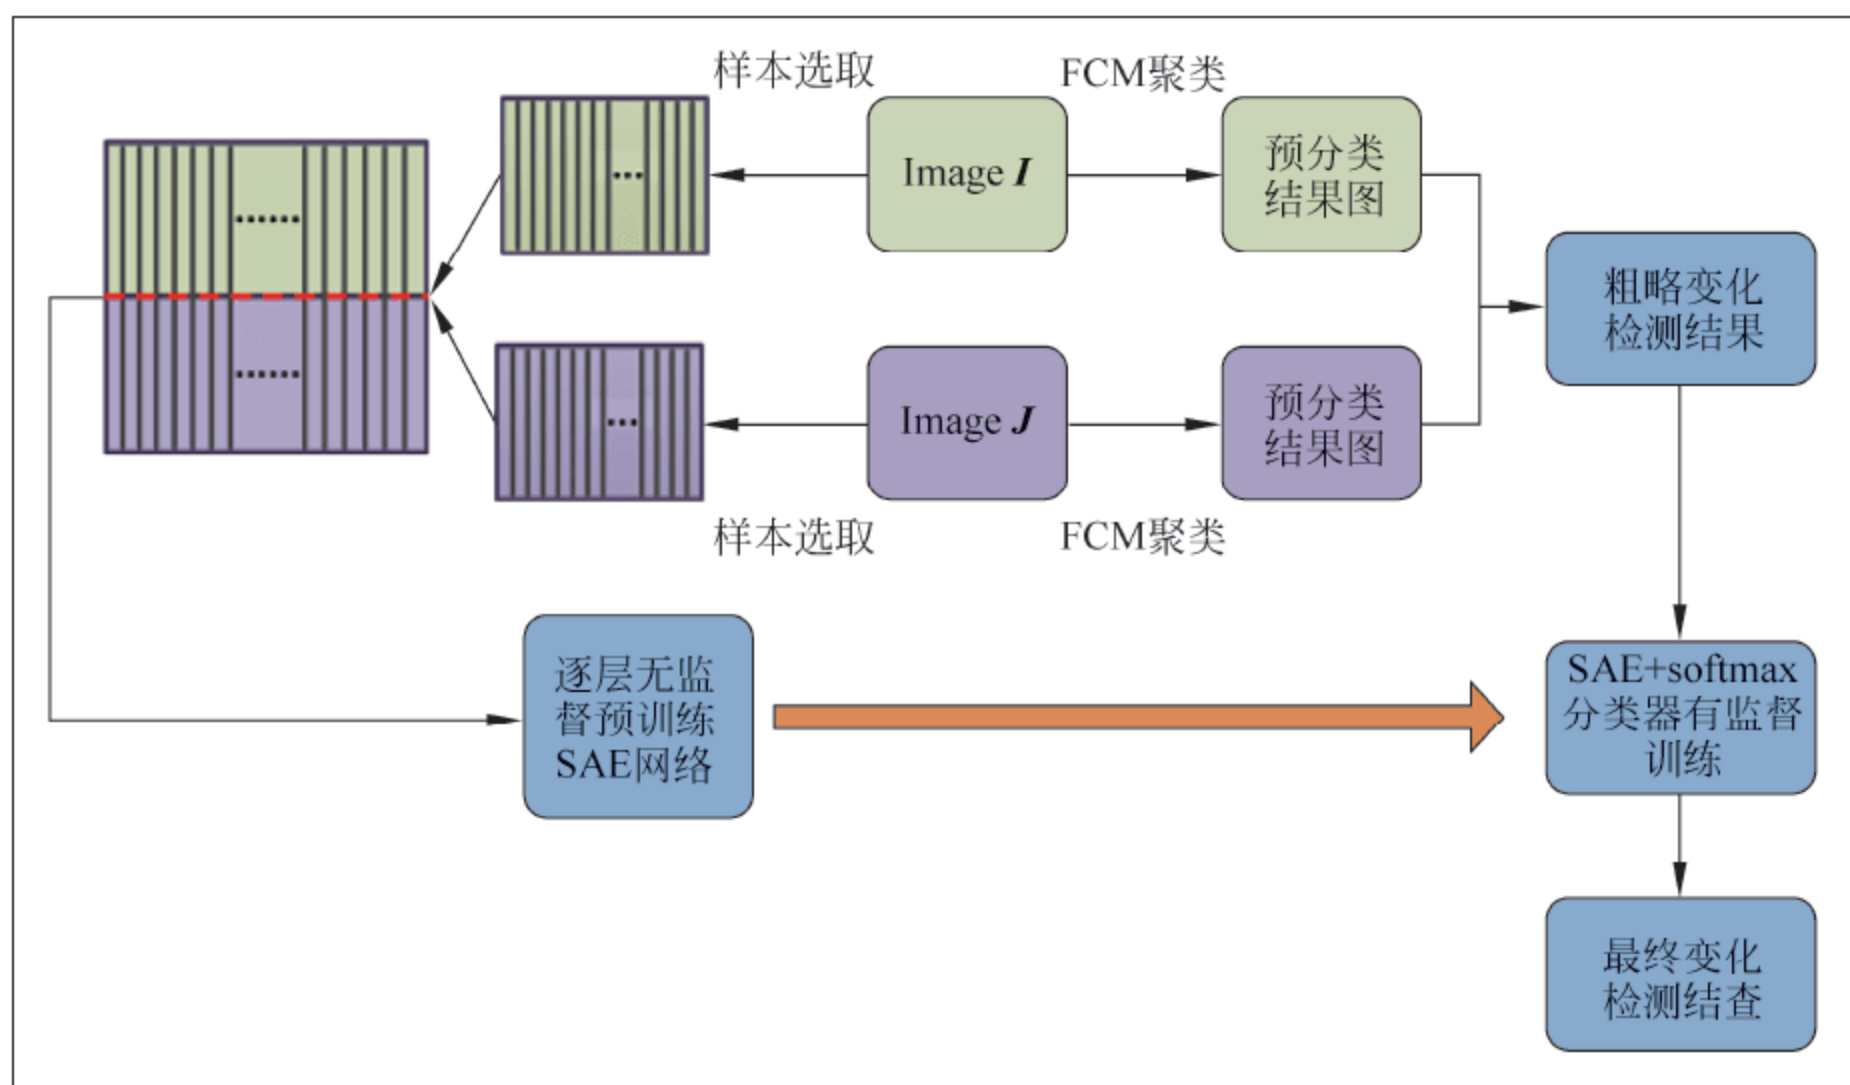 样本选取
FCM聚类
Image I
预分类
结果图
粗略变化
检测结果
Image J
预分类
结果图
样本选取
FCM聚类
逐层无监
督预训练
SAE网络
SAE+softmax
分类器有监督
训练
最终变化
检测结查